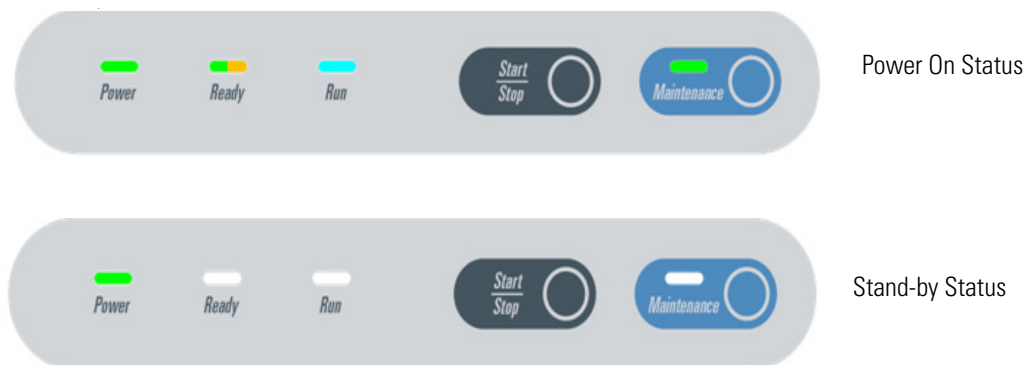 Power
Ready
Run
Start
Stop
Maintenance
Power On Status
Power
Ready
Run
Start
Stop
Maintenance
Stand-by Status